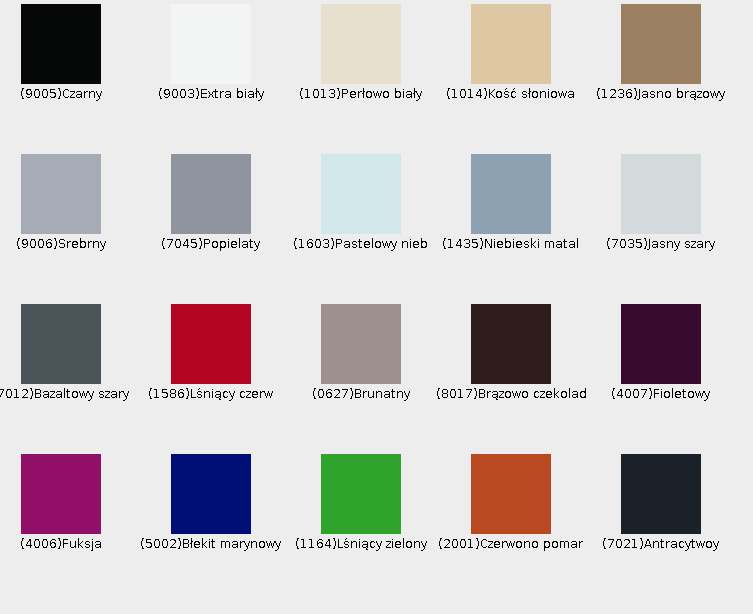 (9005)Czarny
(9003)Extra biały
(1013)Perłowo biały
(1014)Kość słoniowa
(1236)Jasno brązowy
(9006)Srebrny
(7045)Popielaty
(1603)Pastelowy nieb
(1435)Niebieski matal
(7035)Jasny szary
7012)Bazaltowy szary
(1586)Lśniący czerw
(0627)Brunatny
(8017)Brązowo czekolad
(4007)Fioletowy
(4006)Fuksja
(5002)Błekit marynowy
(1164)Lśniący zielony
(2001)Czerwono pomar
(7021)Antracytwoy